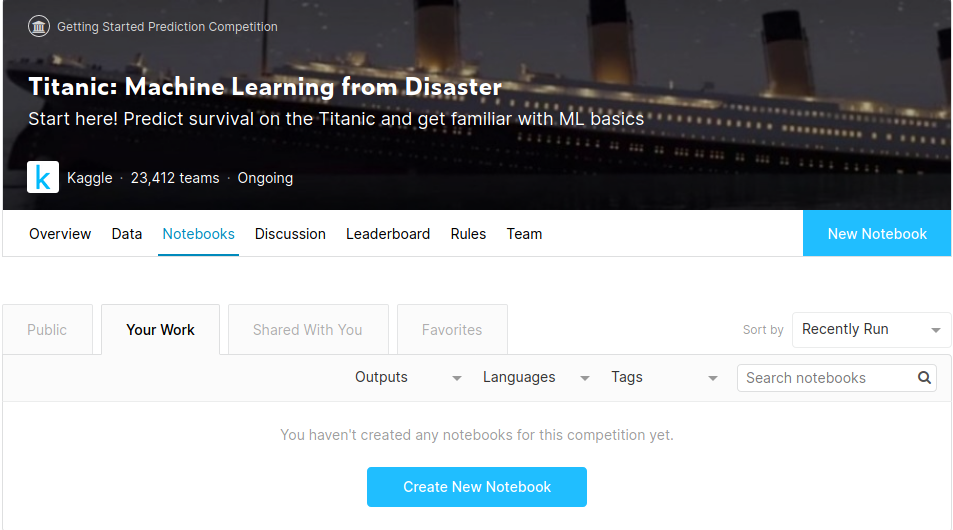 Getting Started Prediction Competition
Titanic: Machine Learning from Disaster
Start here! Predict survival on the Titanic and get familiar with ML basics
k Kaggle · 23,412 teams · Ongoing
Overview Data Notebooks Discussion Leaderboard Rules Team New Notebook
Public Your Work Shared With You Favorites Sort by Recently Run
Outputs Languages Tags Search notebooks
You haven't created any notebooks for this competition yet.
Create New Notebook